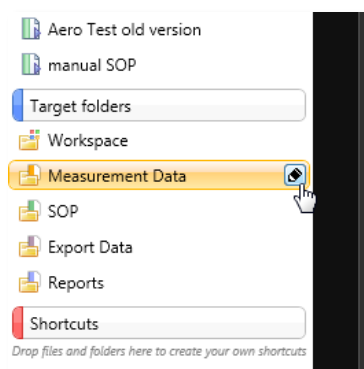 Aero Test old version
manual SOP
Target folders
Workspace
Measurement Data
SOP
Export Data
Reports
Shortcuts
Drop files and folders here to create your own shortcuts